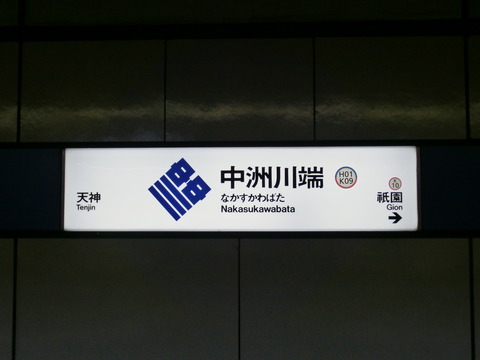 中洲川端
なかすかわばた
Nakasukawabata
H01
K09
天神
Tenjin
K
10
祇園
Gion